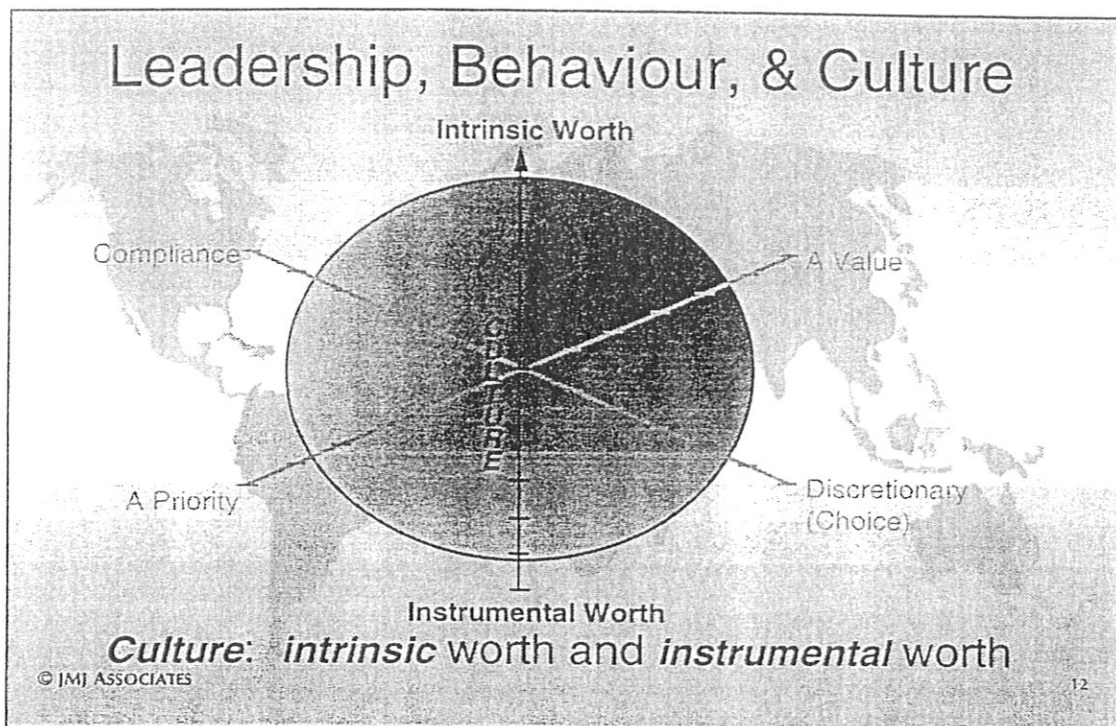 Leadership, Behaviour, & Culture
Intrinsic Worth
Compliance
A Value
CULTURE
A Priority
Discretionary
(Choice)
Instrumental Worth
Culture: intrinsic worth and instrumental worth
© JMJ ASSOCIATES
12